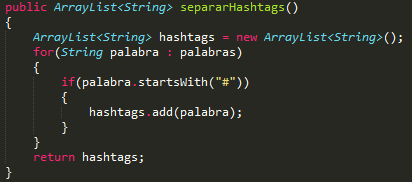 public ArrayList<String> separarHashtags()
{
    ArrayList<String> hashtags = new ArrayList<String>();
    for(String palabra : palabras)
    {
        if(palabra.startsWith("#"))
        {
            hashtags.add(palabra);
        }
    }
    return hashtags;
}